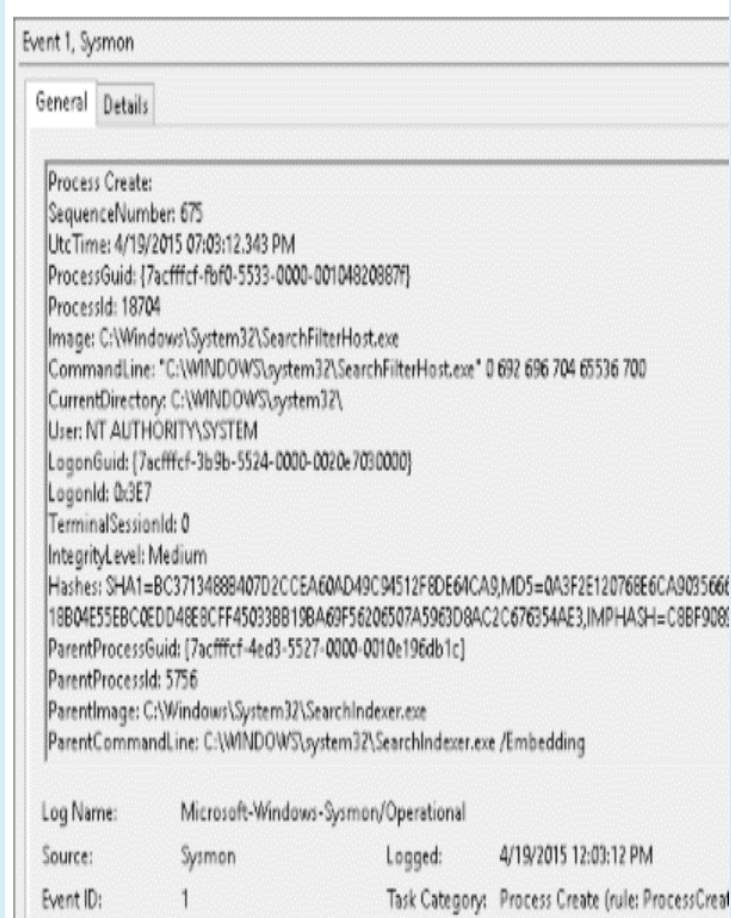 Event 1, Sysmon
General Details
Process Create:
SequenceNumber: 675
UtcTime: 4/19/2015 07:03:12.343 PM
ProcessGuid: {7acfffcf-fbf0-5533-0000-00104820887f}
ProcessId: 18704
Image: C:\Windows\System32\SearchFilterHost.exe
CommandLine: "C:\WINDOWS\system32\SearchFilterHost.exe" 0 692 696 704 65536 700
CurrentDirectory: C:\WINDOWS\system32\
User: NT AUTHORITY\SYSTEM
LogonGuid: {7acfffcf-3b9b-5524-0000-0020e7030000}
LogonId: 0x3E7
TerminalSessionId: 0
IntegrityLevel: Medium
Hashes: SHA1=BC3713488B407D2CCEA60AD49C94512F8DE64CA9,MD5=0A3F2E120768E6CA9035666
18B04E55EBC0EDD48E8CFF45033BB19BA69F56206507A5963D8AC2C676354AE3,IMPHASH=C8BF9089
ParentProcessGuid: {7acfffcf-4ed3-5527-0000-0010e196db1c}
ParentProcessId: 5756
ParentImage: C:\Windows\System32\SearchIndexer.exe
ParentCommandLine: C:\WINDOWS\system32\SearchIndexer.exe /Embedding
Log Name: Microsoft-Windows-Sysmon/Operational
Source: Sysmon Logged: 4/19/2015 12:03:12 PM
Event ID: 1 Task Category: Process Create (rule: ProcessCreat